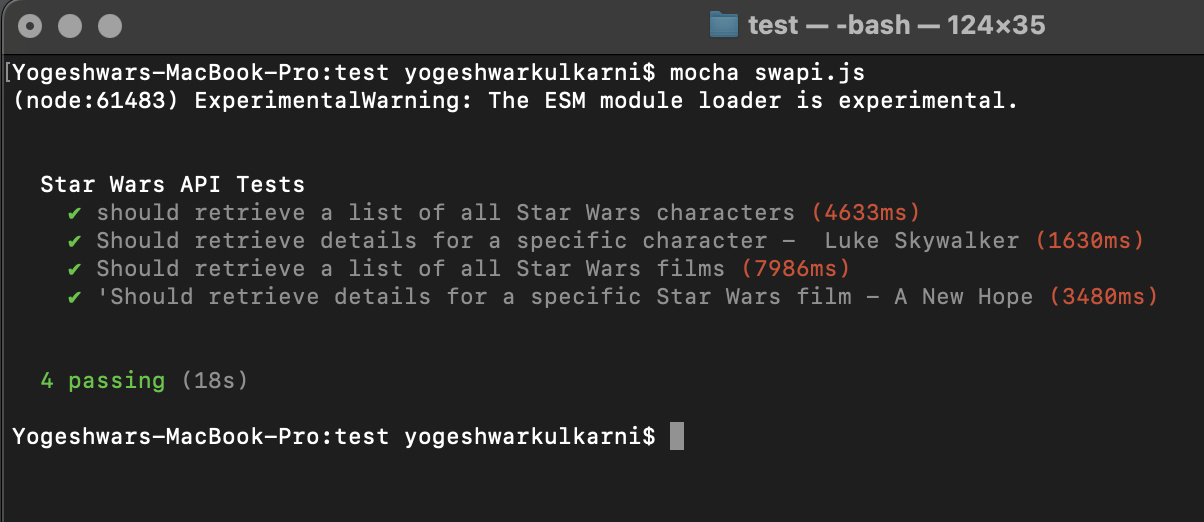 test — -bash — 124×35
[Yogeshwars-MacBook-Pro:test yogeshwarkulkarni$ mocha swapi.js
(node:61483) ExperimentalWarning: The ESM module loader is experimental.
Star Wars API Tests
✔ should retrieve a list of all Star Wars characters (4633ms)
✔ Should retrieve details for a specific character –  Luke Skywalker (1630ms)
✔ Should retrieve a list of all Star Wars films (7986ms)
✔ 'Should retrieve details for a specific Star Wars film – A New Hope (3480ms)
4 passing (18s)
Yogeshwars-MacBook-Pro:test yogeshwarkulkarni$